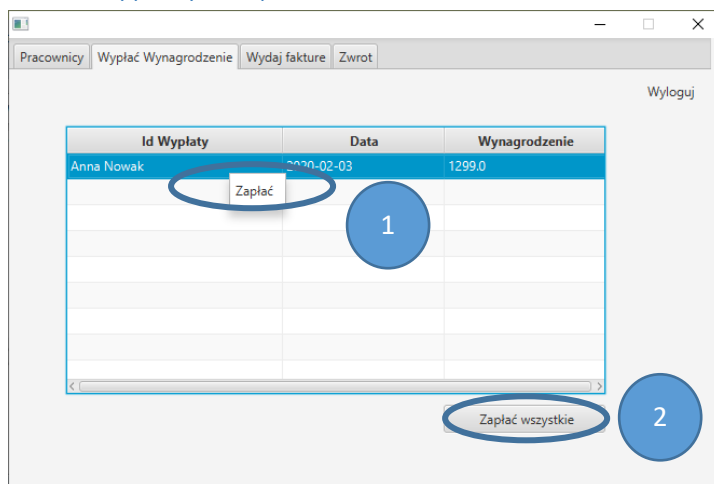 Pracownicy Wypłać Wynagrodzenie Wydaj fakture Zwrot
Wyloguj
Id Wypłaty Data Wynagrodzenie
Anna Nowak 2020-02-03 1299.0
Zapłać
1
Zapłać wszystkie
2